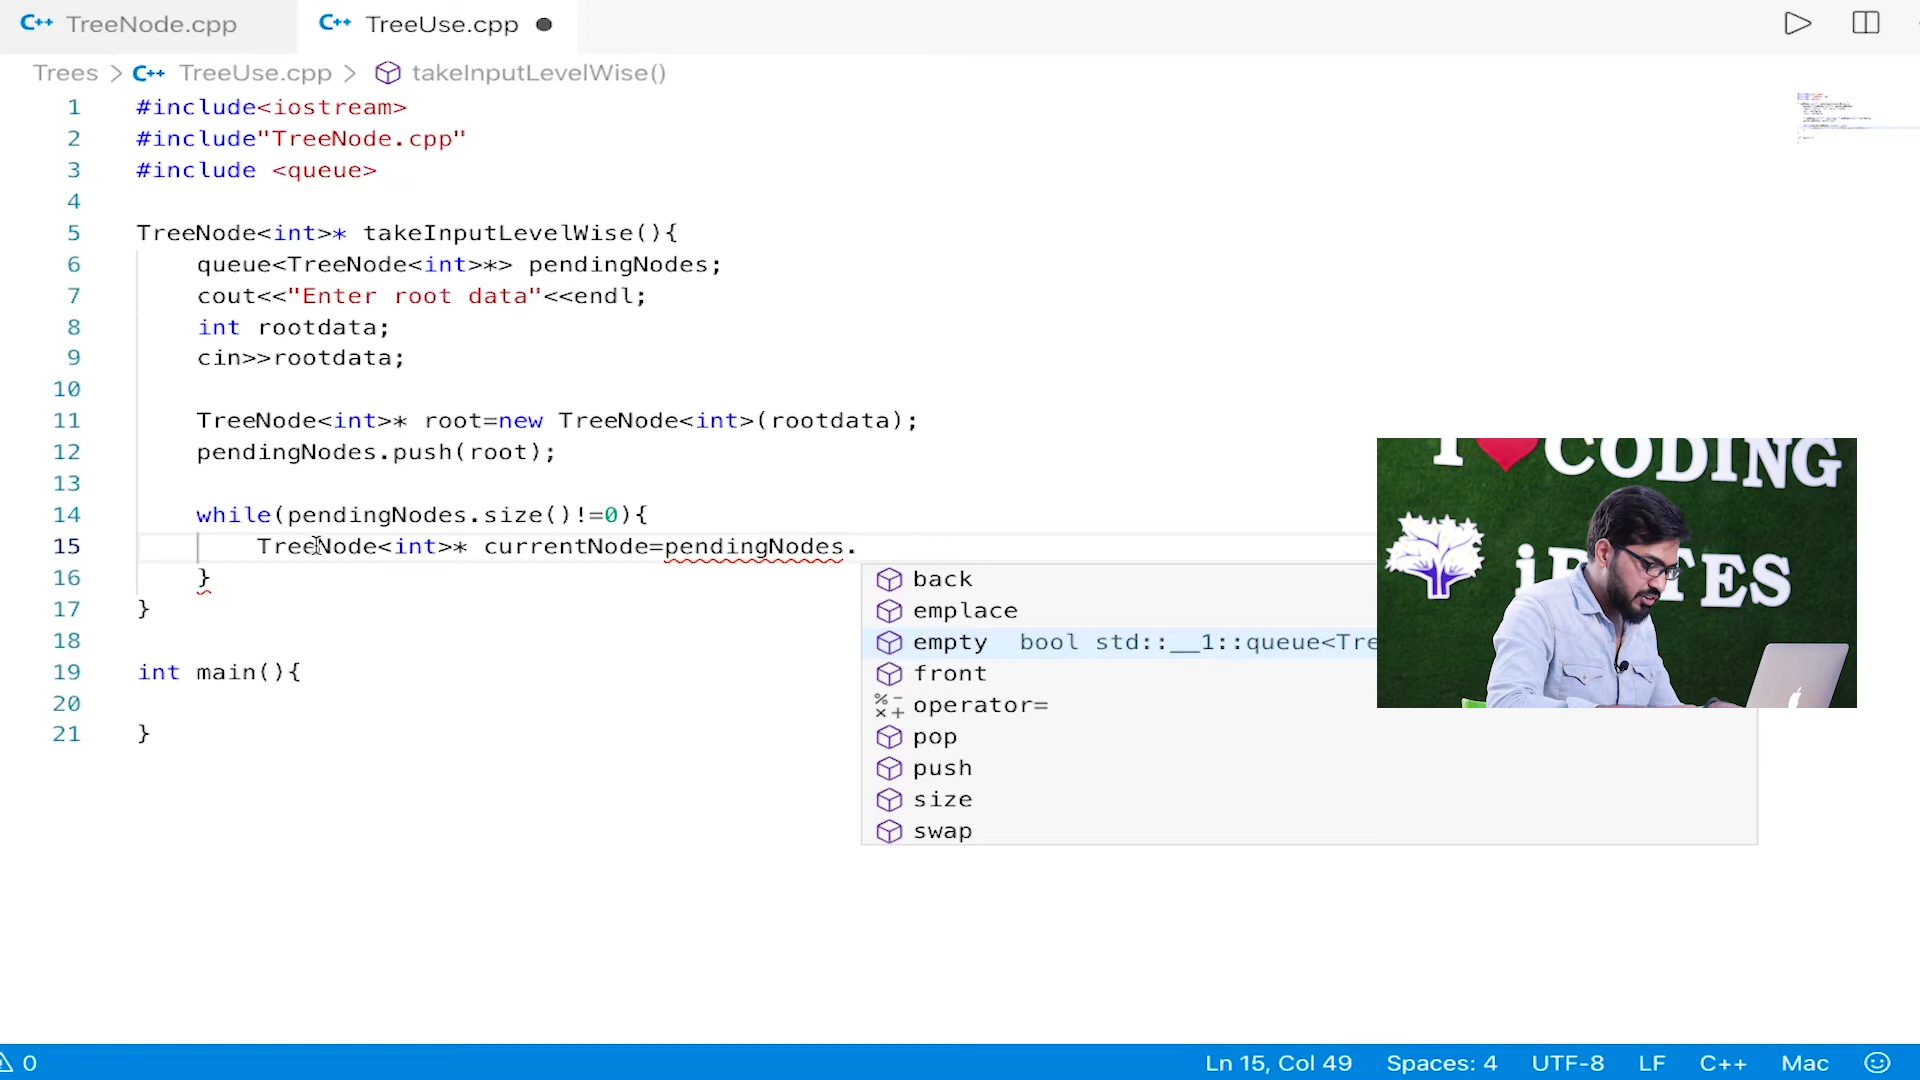 TreeNode.cpp
TreeUse.cpp
Trees > TreeUse.cpp > takeInputLevelWise()
1 #include<iostream>
2 #include"TreeNode.cpp"
3 #include <queue>
4
5 TreeNode<int>* takeInputLevelWise(){
6 queue<TreeNode<int>*> pendingNodes;
7 cout<<"Enter root data"<<endl;
8 int rootdata;
9 cin>>rootdata;
10
11 TreeNode<int>* root=new TreeNode<int>(rootdata);
12 pendingNodes.push(root);
13
14 while(pendingNodes.size()!=0){
15 TreeNode<int>* currentNode=pendingNodes.
16 }
17 }
18
19 int main(){
20
21 }
back
emplace
empty bool std::__1::queue<Tre
front
operator=
pop
push
size
swap
I CODING
0
Ln 15, Col 49 Spaces: 4 UTF-8 LF C++ Mac